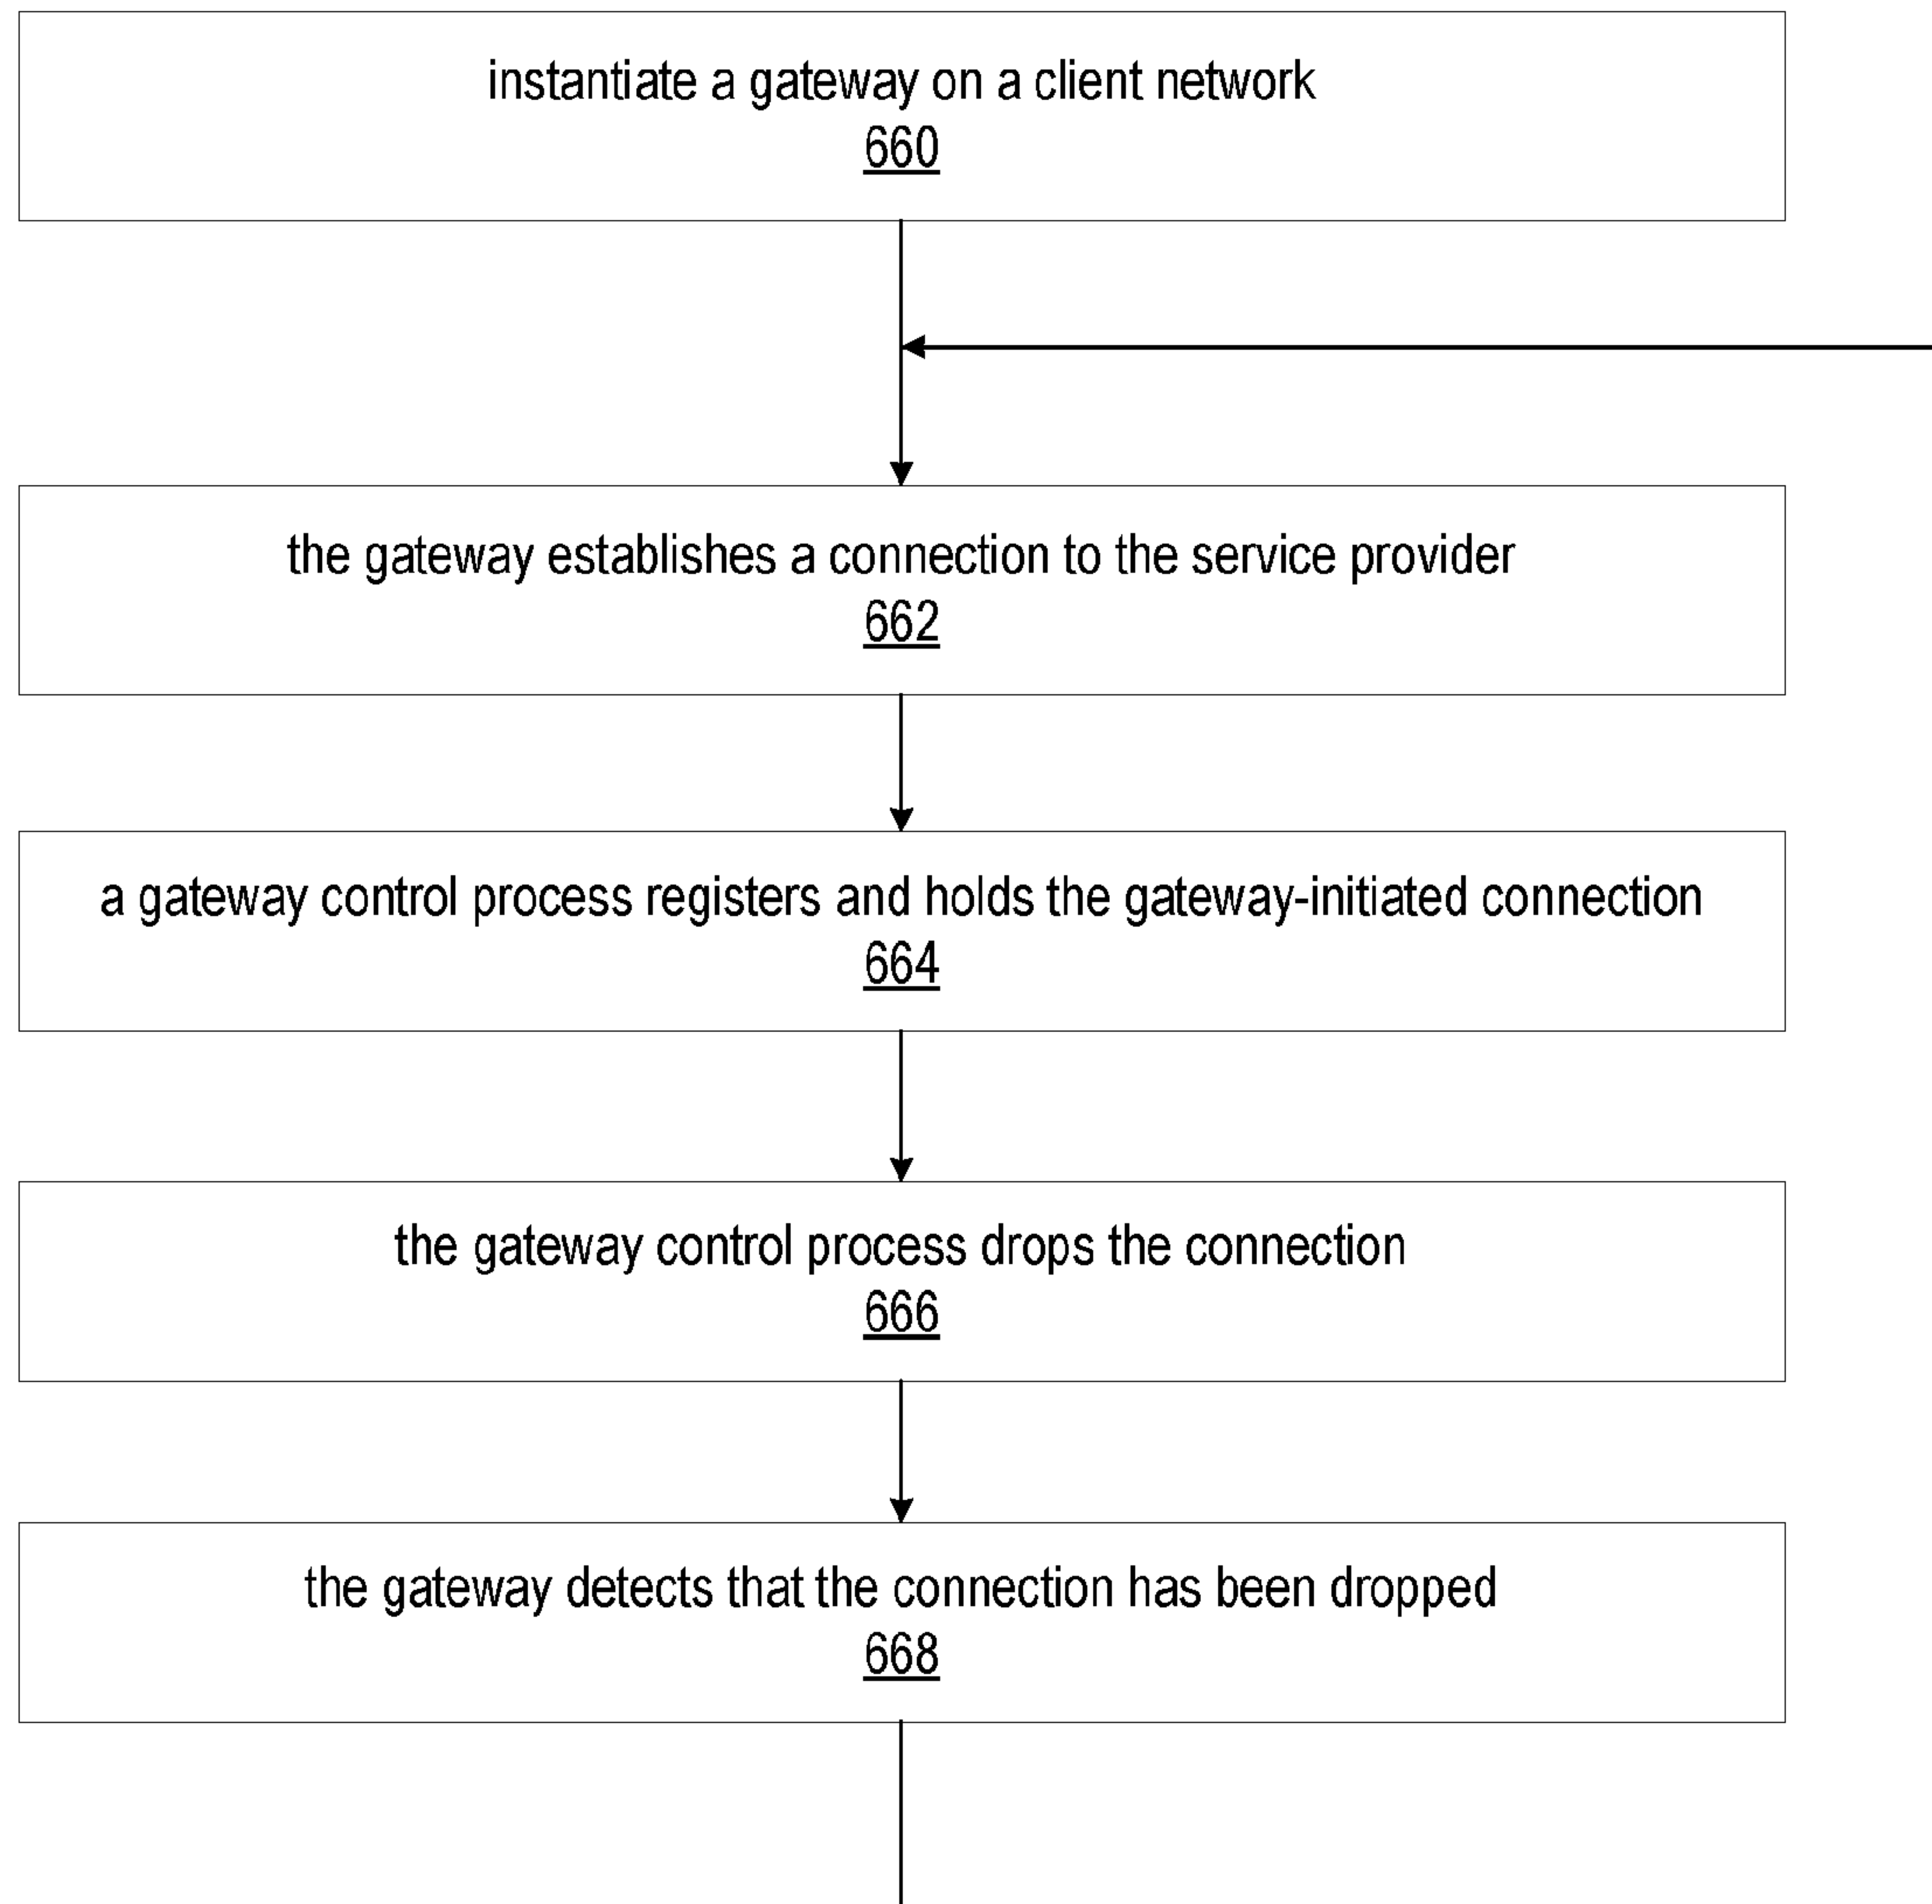 instantiate a gateway on a client network
660
the gateway establishes a connection to the service provider
662
a gateway control process registers and holds the gateway-initiated connection
664
the gateway control process drops the connection
666
the gateway detects that the connection has been dropped
668